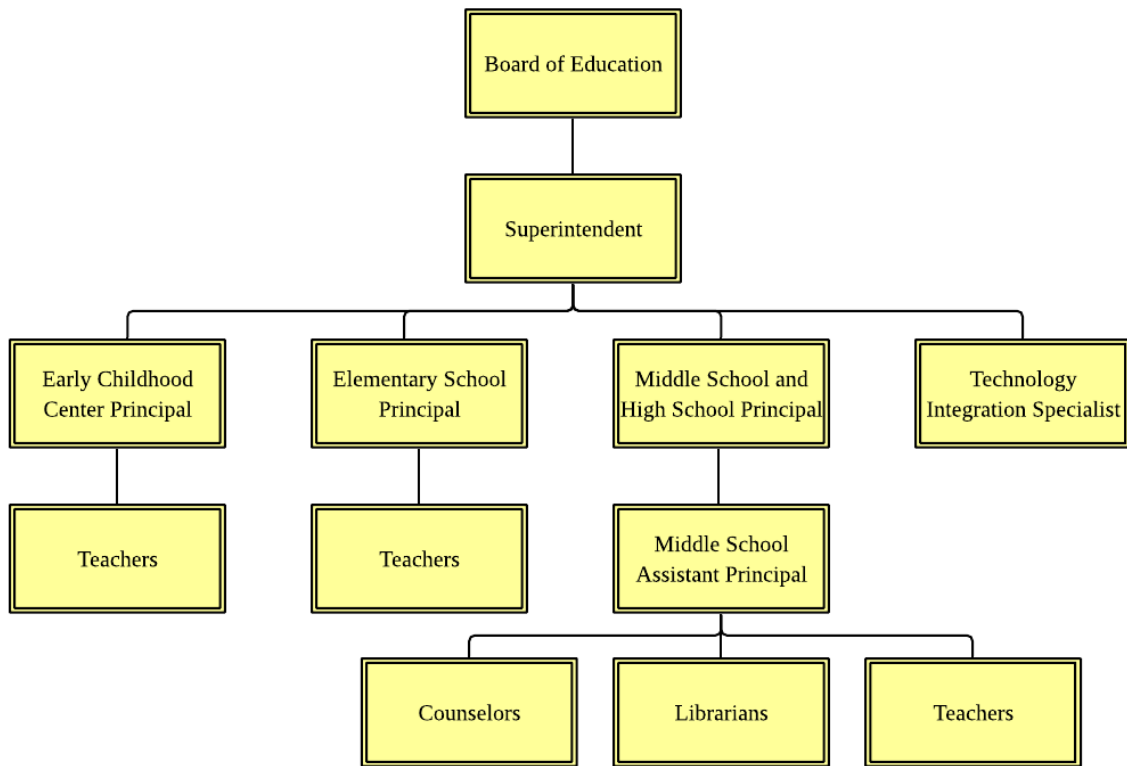 Board of Education
Superintendent
Early Childhood
Center Principal
Elementary School
Principal
Middle School and
High School Principal
Technology
Integration Specialist
Teachers
Teachers
Middle School
Assistant Principal
Counselors
Librarians
Teachers